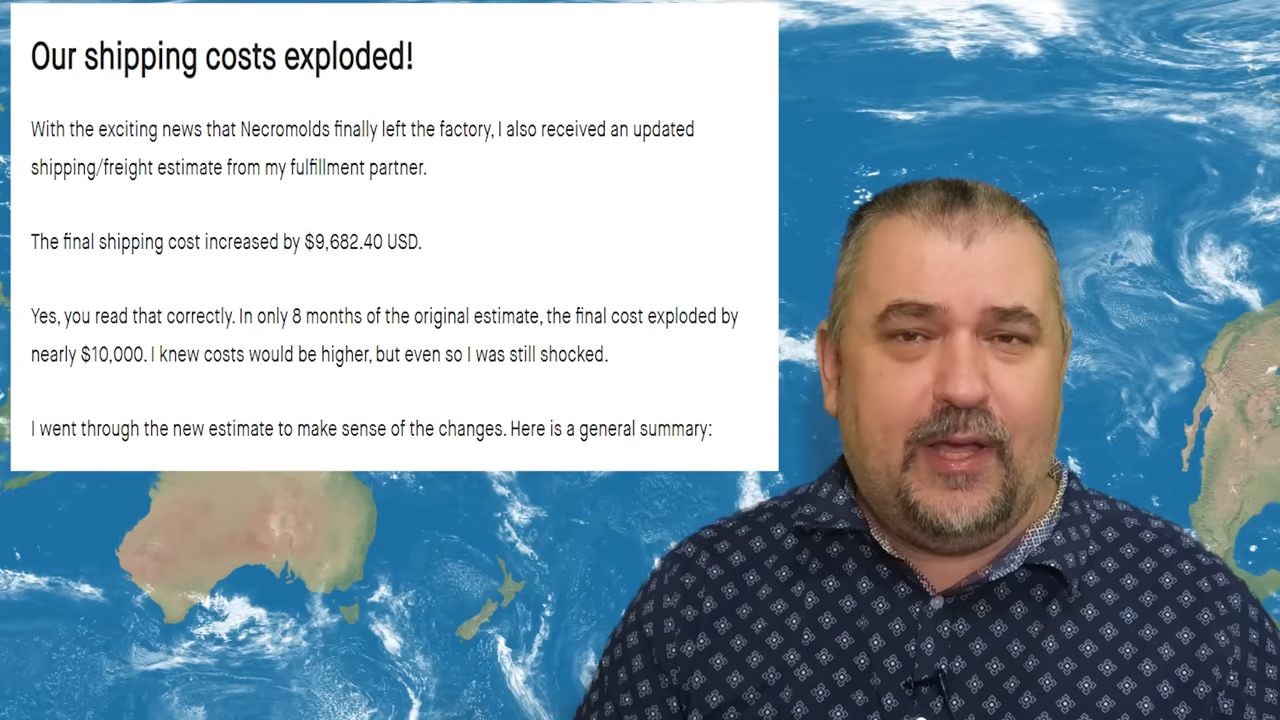 Our shipping costs exploded!
With the exciting news that Necromolds finally left the factory, I also received an updated
shipping/freight estimate from my fulfillment partner.
The final shipping cost increased by $9,682.40 USD.
Yes, you read that correctly. In only 8 months of the original estimate, the final cost exploded by
nearly $10,000. I knew costs would be higher, but even so I was still shocked.
I went through the new estimate to make sense of the changes. Here is a general summary: